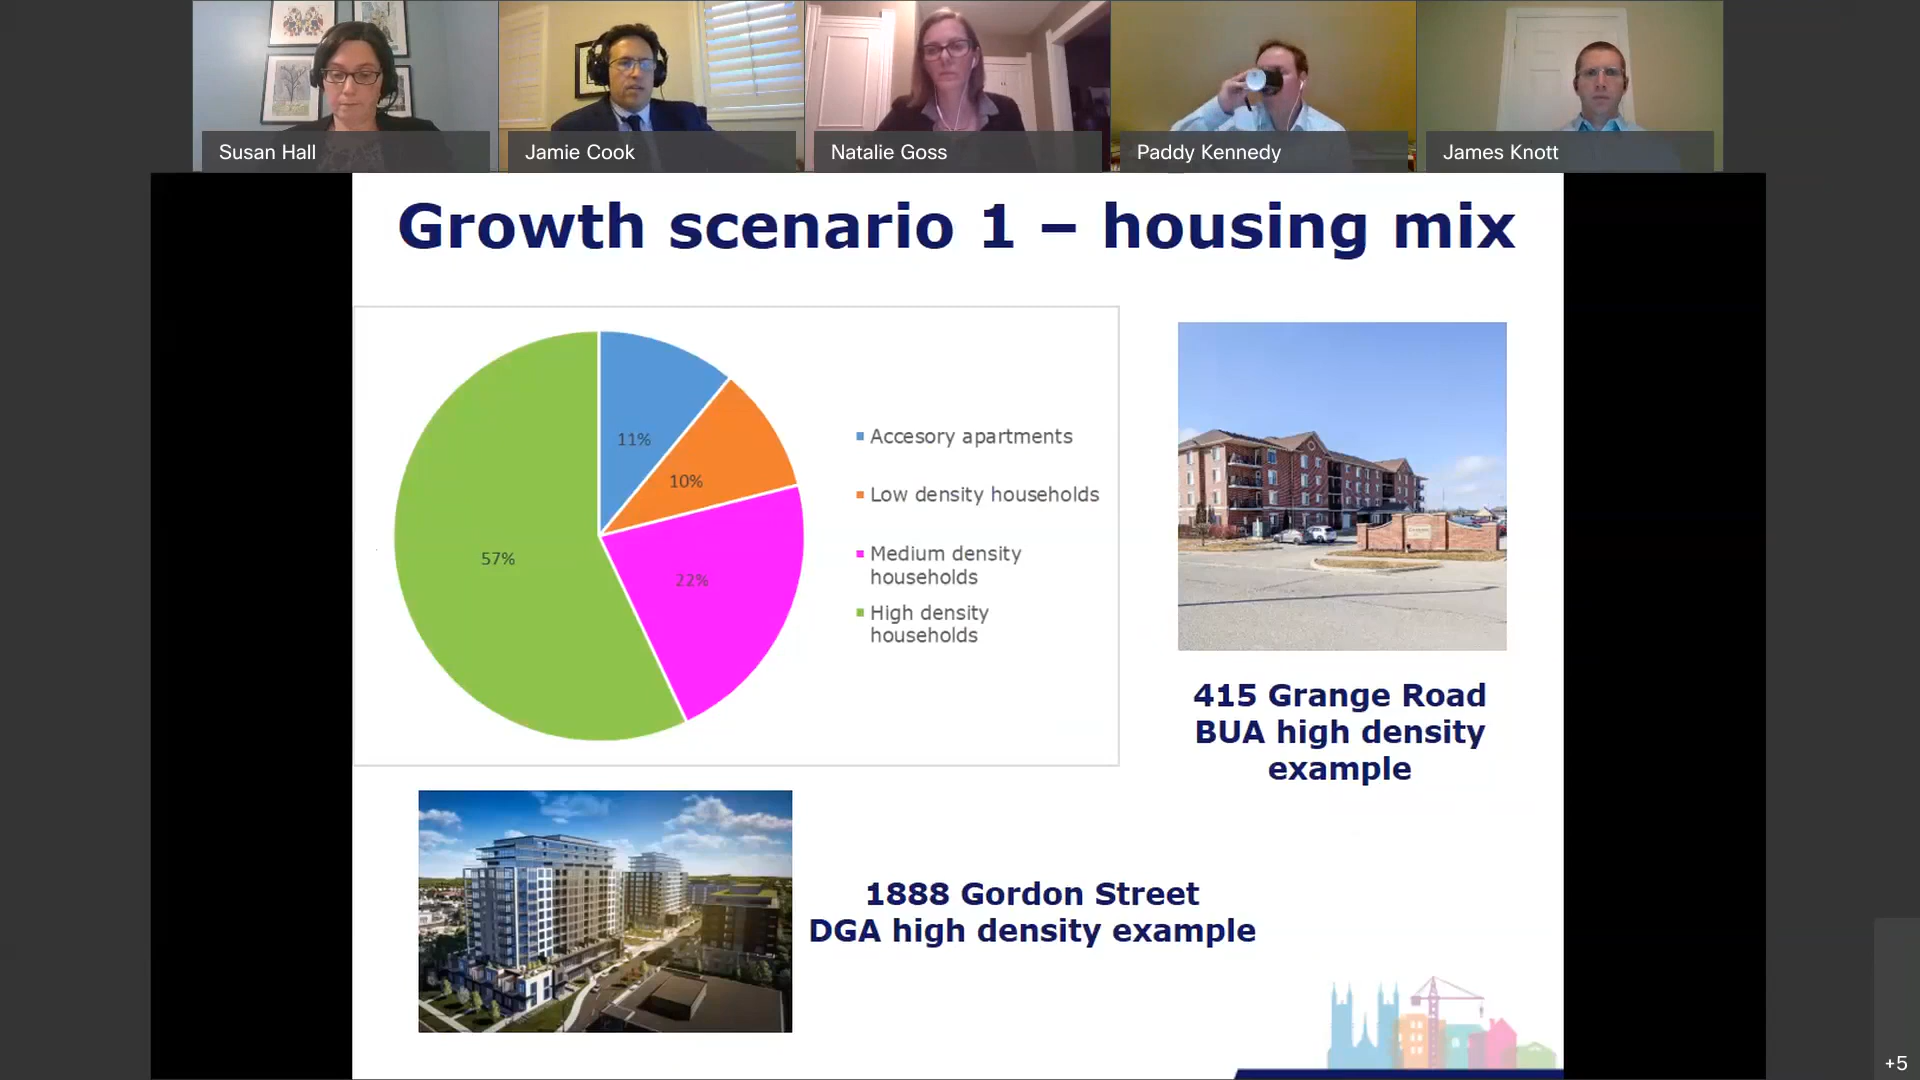 Susan Hall
Jamie Cook
Natalie Goss
Paddy Kennedy
James Knott
Growth scenario 1 – housing mix
11%
10%
57%
22%
Accesory apartments
Low density households
Medium density
households
High density
households
415 Grange Road
BUA high density
example
1888 Gordon Street
DGA high density example
+5